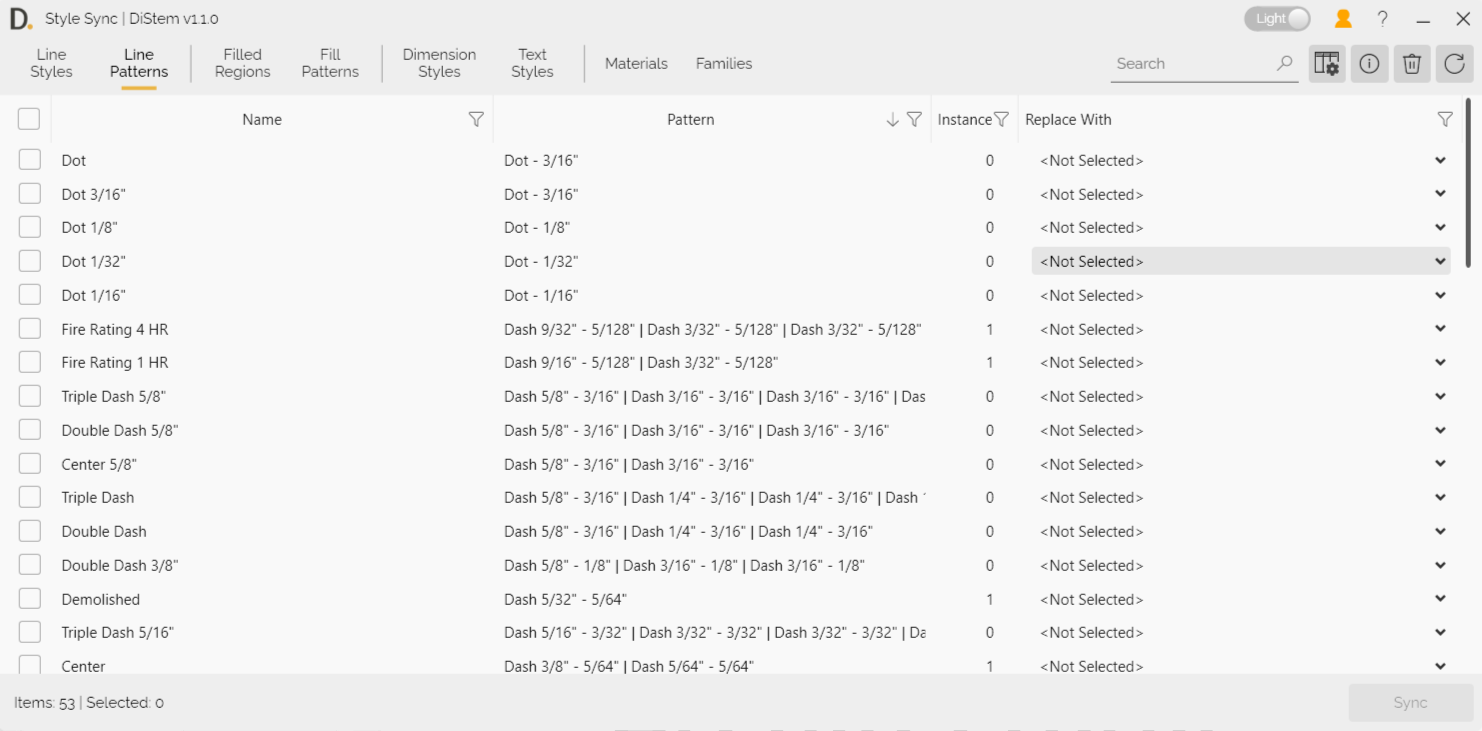 D. Style Sync | DiStem v1.1.0 Light ?
Line Styles Line Patterns Filled Regions Fill Patterns Dimension Styles Text Styles Materials Families Search
Name Pattern Instance Replace With
Dot Dot - 3/16" 0 <Not Selected>
Dot 3/16" Dot - 3/16" 0 <Not Selected>
Dot 1/8" Dot - 1/8" 0 <Not Selected>
Dot 1/32" Dot - 1/32" 0 <Not Selected>
Dot 1/16" Dot - 1/16" 0 <Not Selected>
Fire Rating 4 HR Dash 9/32" - 5/128" | Dash 3/32" - 5/128" | Dash 3/32" - 5/128" 1 <Not Selected>
Fire Rating 1 HR Dash 9/16" - 5/128" | Dash 3/32" - 5/128" 1 <Not Selected>
Triple Dash 5/8" Dash 5/8" - 3/16" | Dash 3/16" - 3/16" | Dash 3/16" - 3/16" | Das 0 <Not Selected>
Double Dash 5/8" Dash 5/8" - 3/16" | Dash 3/16" - 3/16" | Dash 3/16" - 3/16" 0 <Not Selected>
Center 5/8" Dash 5/8" - 3/16" | Dash 3/16" - 3/16" 0 <Not Selected>
Triple Dash Dash 5/8" - 3/16" | Dash 1/4" - 3/16" | Dash 1/4" - 3/16" | Dash 0 <Not Selected>
Double Dash Dash 5/8" - 3/16" | Dash 1/4" - 3/16" | Dash 1/4" - 3/16" 0 <Not Selected>
Double Dash 3/8" Dash 5/8" - 1/8" | Dash 3/16" - 1/8" | Dash 3/16" - 1/8" 0 <Not Selected>
Demolished Dash 5/32" - 5/64" 1 <Not Selected>
Triple Dash 5/16" Dash 5/16" - 3/32" | Dash 3/32" - 3/32" | Dash 3/32" - 3/32" | Da 0 <Not Selected>
Center Dash 3/8" - 5/64" | Dash 5/64" - 5/64" 1 <Not Selected>
Items: 53 | Selected: 0 Sync